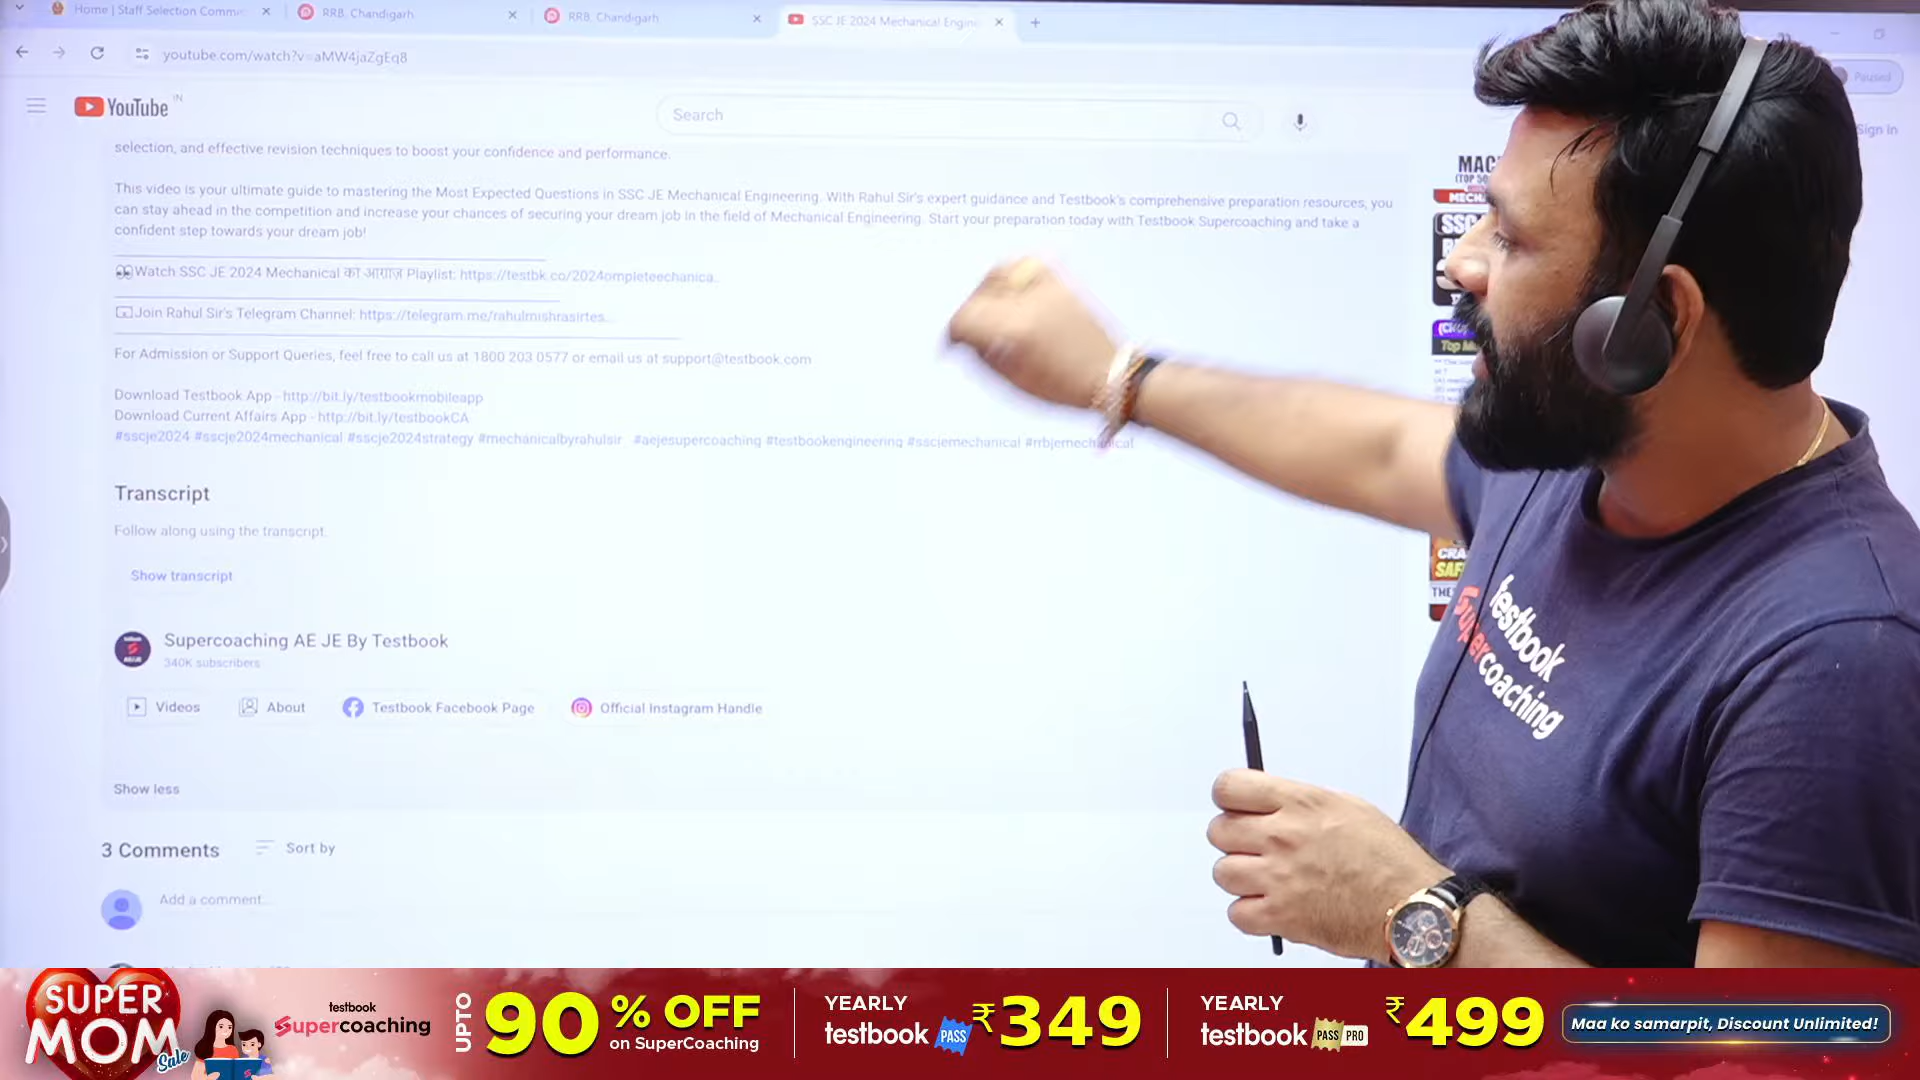 Home | Staff Selection Commi
RRB, Chandigarh
RRB, Chandigarh
SSC JE 2024 Mechanical Engine
youtube.com/watch?v=aMW4jaZgEq8
Paused
YouTube IN
Search
Sign in
selection, and effective revision techniques to boost your confidence and performance.
This video is your ultimate guide to mastering the Most Expected Questions in SSC JE Mechanical Engineering. With Rahul Sir's expert guidance and Testbook's comprehensive preparation resources, you
can stay ahead in the competition and increase your chances of securing your dream job in the field of Mechanical Engineering. Start your preparation today with Testbook Supercoaching and take a
confident step towards your dream job!
Watch SSC JE 2024 Mechanical का आगाज़ Playlist: https://testbk.co/2024ompleteechanica...
Join Rahul Sir's Telegram Channel: https://telegram.me/rahulmishrasirtes...
For Admission or Support Queries, feel free to call us at 1800 203 0577 or email us at support@testbook.com
Download Testbook App - http://bit.ly/testbookmobileapp
Download Current Affairs App - http://bit.ly/testbookCA
#sscje2024 #sscje2024mechanical #sscje2024strategy #mechanicalbyrahulsir #aejesupercoaching #testbookengineering #sscjemechanical #rrbjemechanical
Transcript
Follow along using the transcript.
Show transcript
Supercoaching AE JE By Testbook
340K subscribers
Videos
About
Testbook Facebook Page
Official Instagram Handle
Show less
3 Comments
Sort by
Add a comment...
testbook
Supercoaching
SUPER
MOM
Sale
testbook
Supercoaching
UPTO
90% OFF
on SuperCoaching
YEARLY
testbook PASS
₹349
YEARLY
testbook PASS PRO
₹499
Maa ko samarpit, Discount Unlimited!